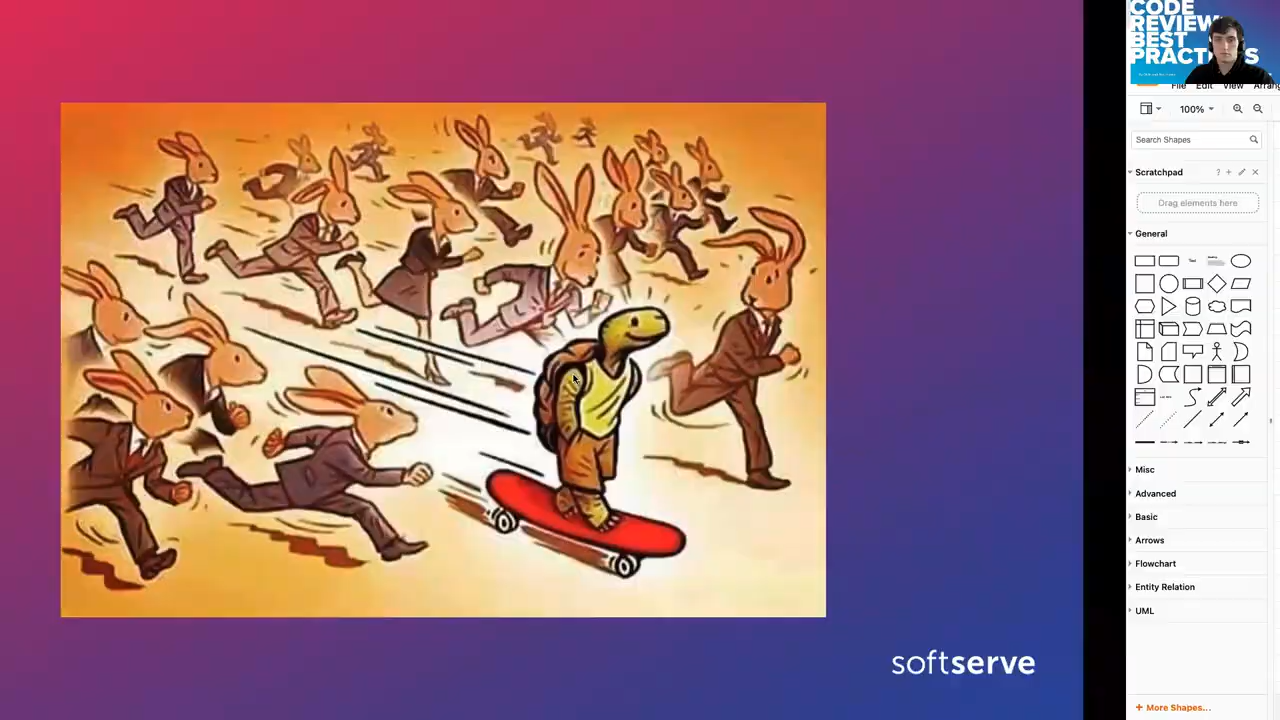 softserve
CODE
REVIEW
BEST
File Edit View
100%
Search Shapes
Scratchpad
?
Drag elements here
General
Text
Misc
Advanced
Basic
Arrows
Flowchart
Entity Relation
UML
+ More Shapes...